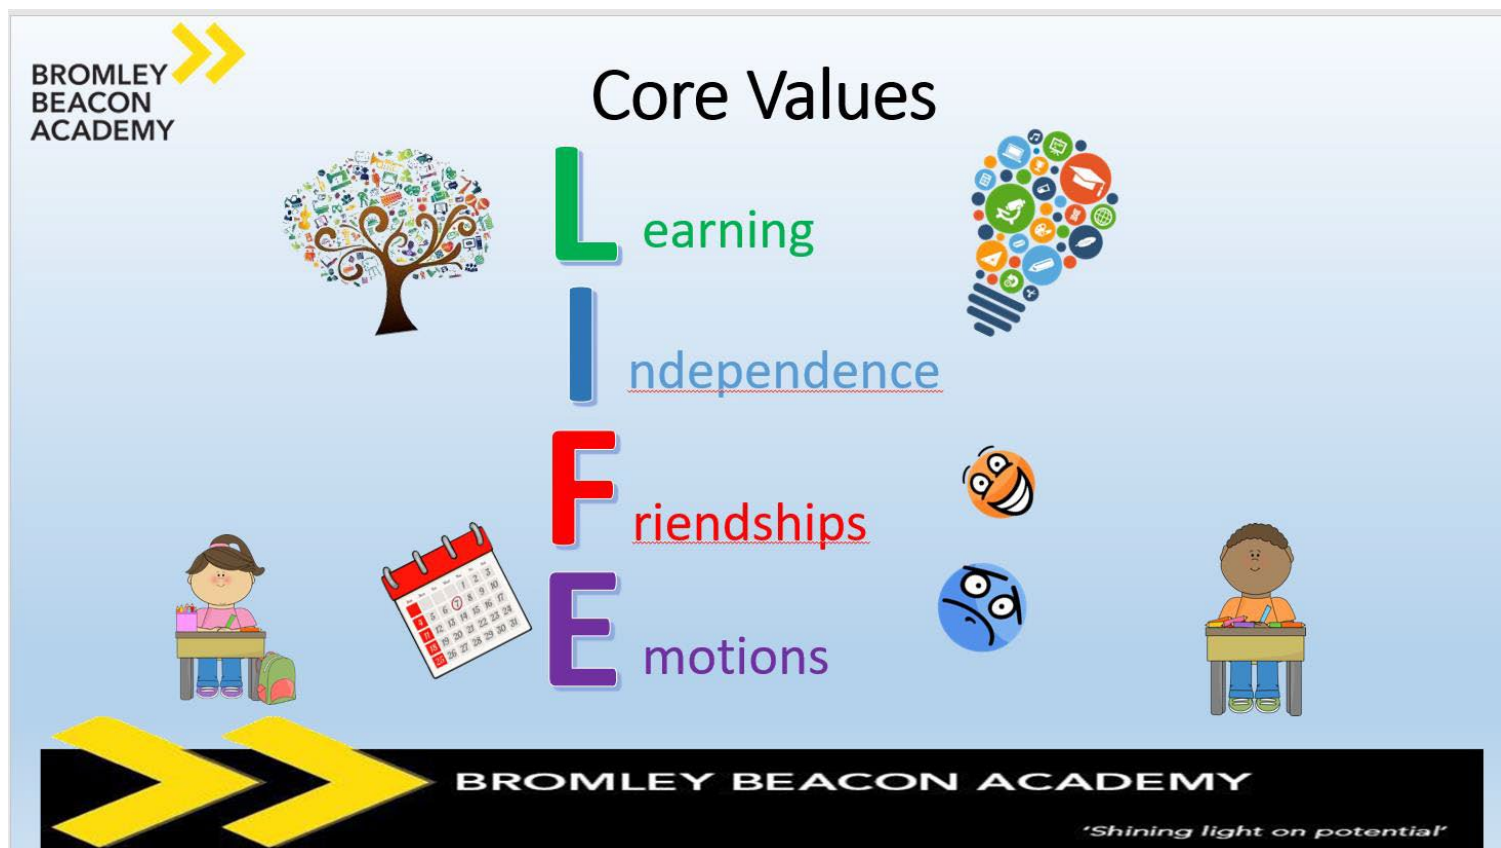 BROMLEY
BEACON
ACADEMY
Core Values
Learning
Independence
Friendships
Emotions
BROMLEY BEACON ACADEMY
‘Shining light on potential’